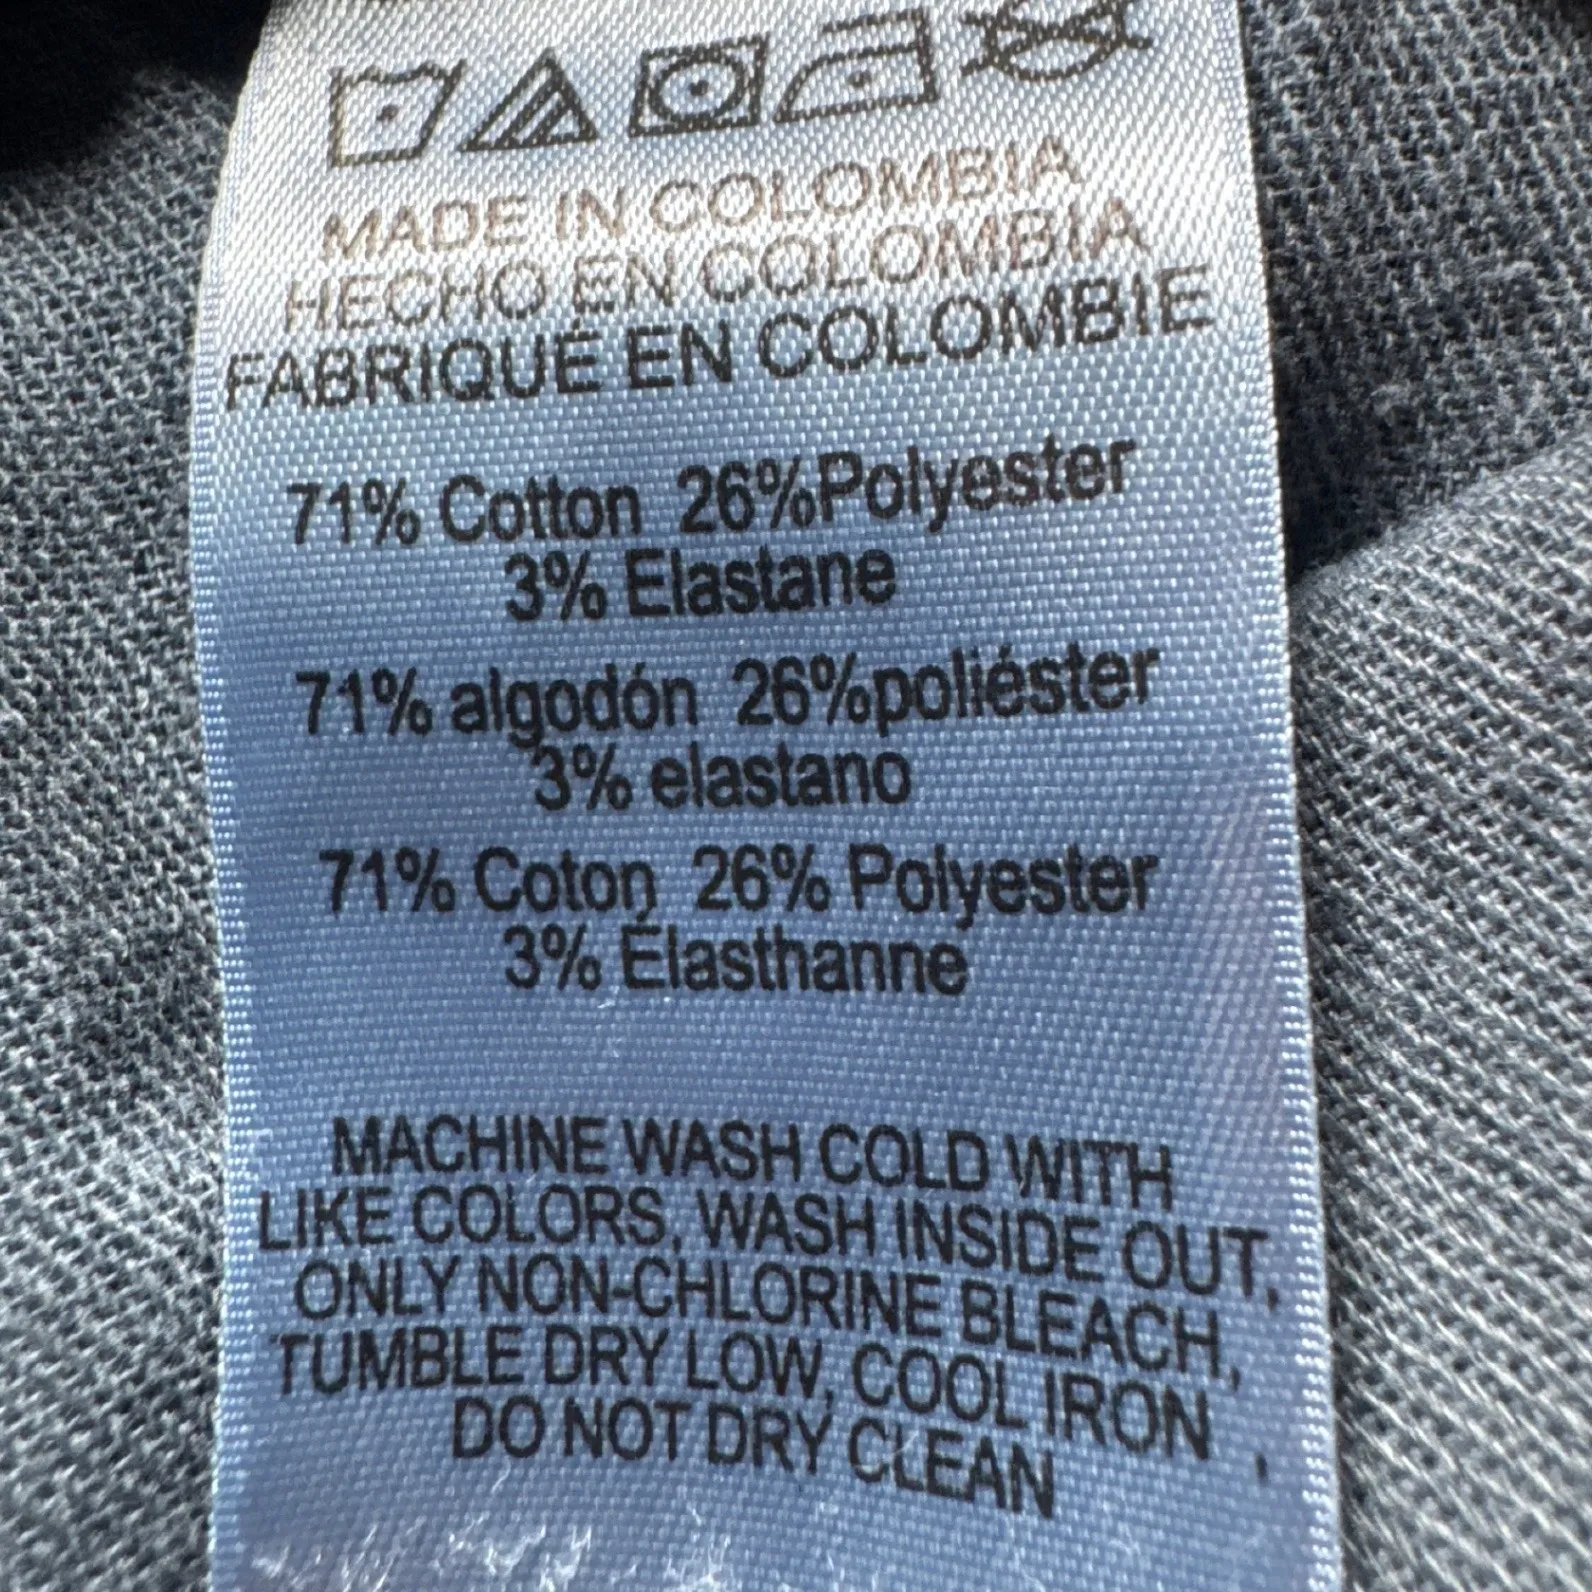 MADE IN COLOMBIA
HECHO EN COLOMBIA
FABRIQUÉ EN COLOMBIE
71% Cotton 26%Polyester
3% Elastane
71% algodón 26%poliéster
3% elastano
71% Coton 26% Polyester
3% Élasthanne
MACHINE WASH COLD WITH
LIKE COLORS, WASH INSIDE OUT,
ONLY NON-CHLORINE BLEACH,
TUMBLE DRY LOW, COOL IRON ,
DO NOT DRY CLEAN